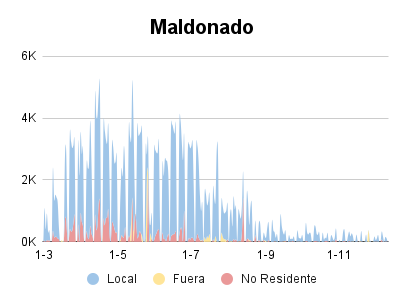 Maldonado
6K
4K
2K
0K
1-3 1-5 1-7 1-9 1-11
Local Fuera No Residente